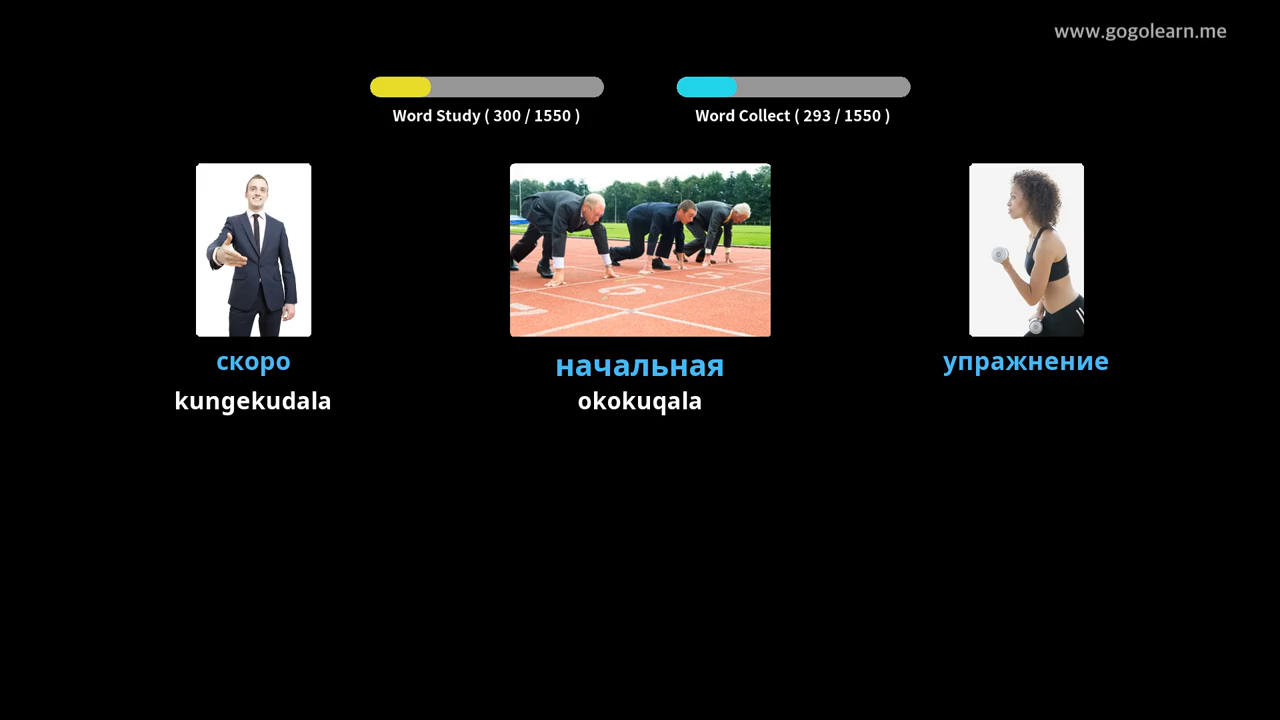 www.gogolearn.me
Word Study ( 300 / 1550 )
Word Collect ( 293 / 1550 )
скоро
начальная
упражнение
kungekudala
okokuqala